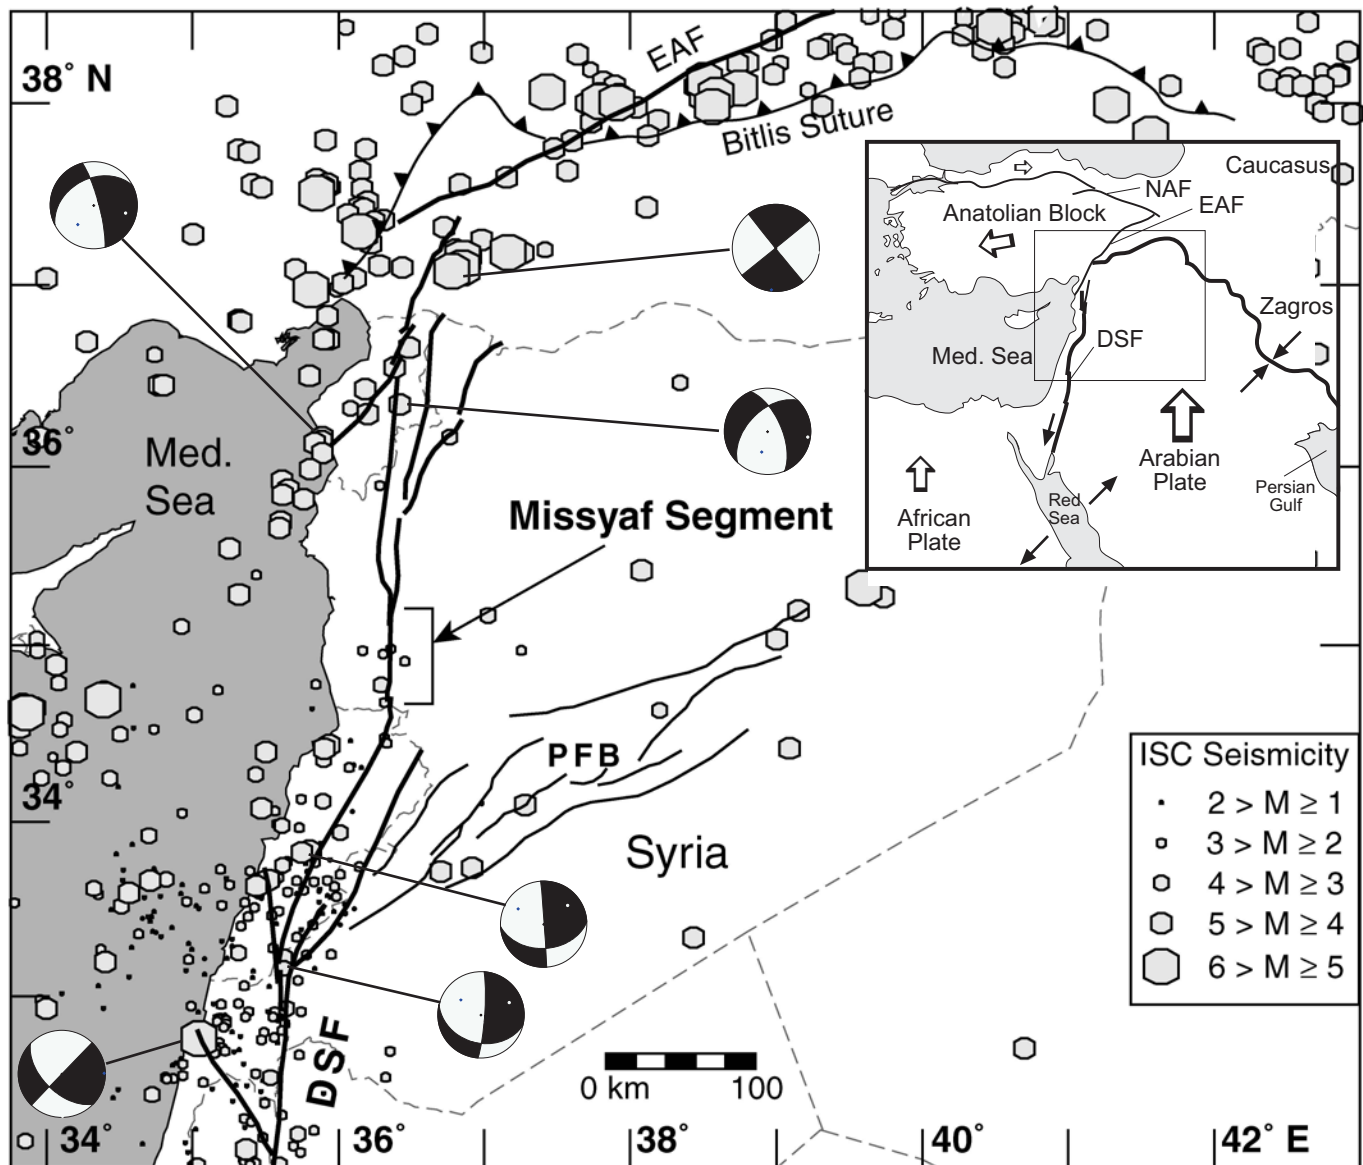 38° N
EAF
Bitlis Suture
Caucasus
NAF
EAF
Anatolian Block
Zagros
DSF
Med. Sea
Arabian
Plate
Red
Sea
Persian
Gulf
African
Plate
36°
Med.
Sea
Missyaf Segment
PFB
ISC Seismicity
2 > M ≥ 1
3 > M ≥ 2
4 > M ≥ 3
5 > M ≥ 4
6 > M ≥ 5
34°
Syria
DSF
0 km 100
34° 36° 38° 40° 42° E